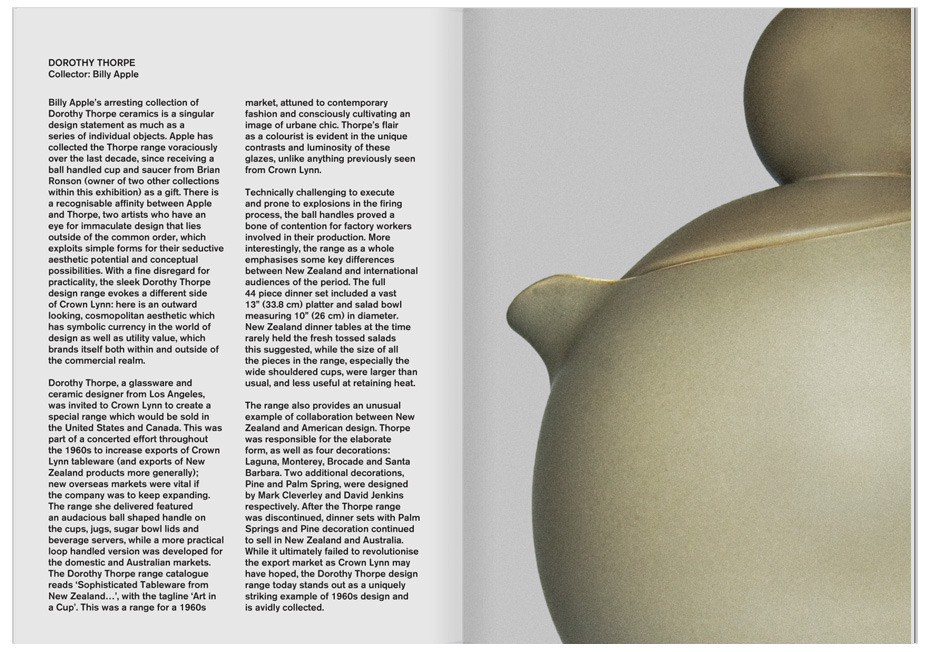 DOROTHY THORPE
Collector: Billy Apple
Billy Apple's arresting collection of
Dorothy Thorpe ceramics is a singular
design statement as much as a
series of individual objects. Apple has
collected the Thorpe range voraciously
over the last decade, since receiving a
ball handled cup and saucer from Brian
Ronson (owner of two other collections
within this exhibition) as a gift. There is
a recognisable affinity between Apple
and Thorpe, two artists who have an
eye for immaculate design that lies
outside of the common order, which
exploits simple forms for their seductive
aesthetic potential and conceptual
possibilities. With a fine disregard for
practicality, the sleek Dorothy Thorpe
design range evokes a different side
of Crown Lynn: here is an outward
looking, cosmopolitan aesthetic which
has symbolic currency in the world of
design as well as utility value, which
brands itself both within and outside of
the commercial realm.
Dorothy Thorpe, a glassware and
ceramic designer from Los Angeles,
was invited to Crown Lynn to create a
special range which would be sold in
the United States and Canada. This was
part of a concerted effort throughout
the 1960s to increase exports of Crown
Lynn tableware (and exports of New
Zealand products more generally);
new overseas markets were vital if
the company was to keep expanding.
The range she delivered featured
an audacious ball shaped handle on
the cups, jugs, sugar bowl lids and
beverage servers, while a more practical
loop handled version was developed for
the domestic and Australian markets.
The Dorothy Thorpe range catalogue
reads 'Sophisticated Tableware from
New Zealand...', with the tagline 'Art in
a Cup'. This was a range for a 1960s
market, attuned to contemporary
fashion and consciously cultivating an
image of urbane chic. Thorpe's flair
as a colourist is evident in the unique
contrasts and luminosity of these
glazes, unlike anything previously seen
from Crown Lynn.
Technically challenging to execute
and prone to explosions in the firing
process, the ball handles proved a
bone of contention for factory workers
involved in their production. More
interestingly, the range as a whole
emphasises some key differences
between New Zealand and international
audiences of the period. The full
44 piece dinner set included a vast
13" (33.8 cm) platter and salad bowl
measuring 10" (26 cm) in diameter.
New Zealand dinner tables at the time
rarely held the fresh tossed salads
this suggested, while the size of all
the pieces in the range, especially the
wide shouldered cups, were larger than
usual, and less useful at retaining heat.
The range also provides an unusual
example of collaboration between New
Zealand and American design. Thorpe
was responsible for the elaborate
form, as well as four decorations:
Laguna, Monterey, Brocade and Santa
Barbara. Two additional decorations,
Pine and Palm Spring, were designed
by Mark Cleverley and David Jenkins
respectively. After the Thorpe range
was discontinued, dinner sets with Palm
Springs and Pine decoration continued
to sell in New Zealand and Australia.
While it ultimately failed to revolutionise
the export market as Crown Lynn may
have hoped, the Dorothy Thorpe design
range today stands out as a uniquely
striking example of 1960s design and
is avidly collected.